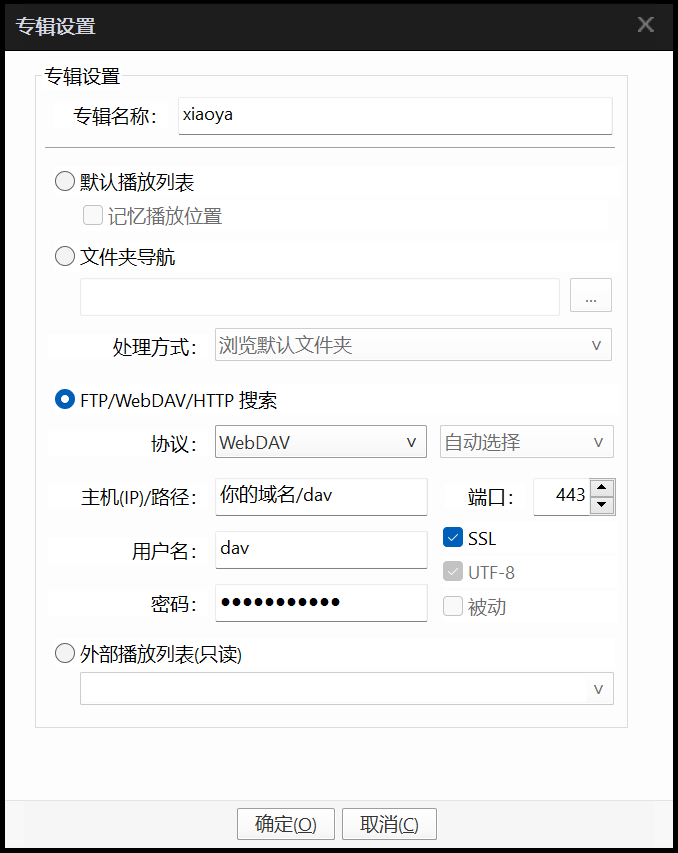 专辑设置
专辑设置
专辑名称： xiaoya
默认播放列表
记忆播放位置
文件夹导航
...
处理方式： 浏览默认文件夹
FTP/WebDAV/HTTP 搜索
协议： WebDAV 自动选择
主机(IP)/路径： 你的域名/dav 端口： 443
用户名： dav SSL
UTF-8
密码： ●●●●●●●●●●● 被动
外部播放列表(只读)
确定(O) 取消(C)